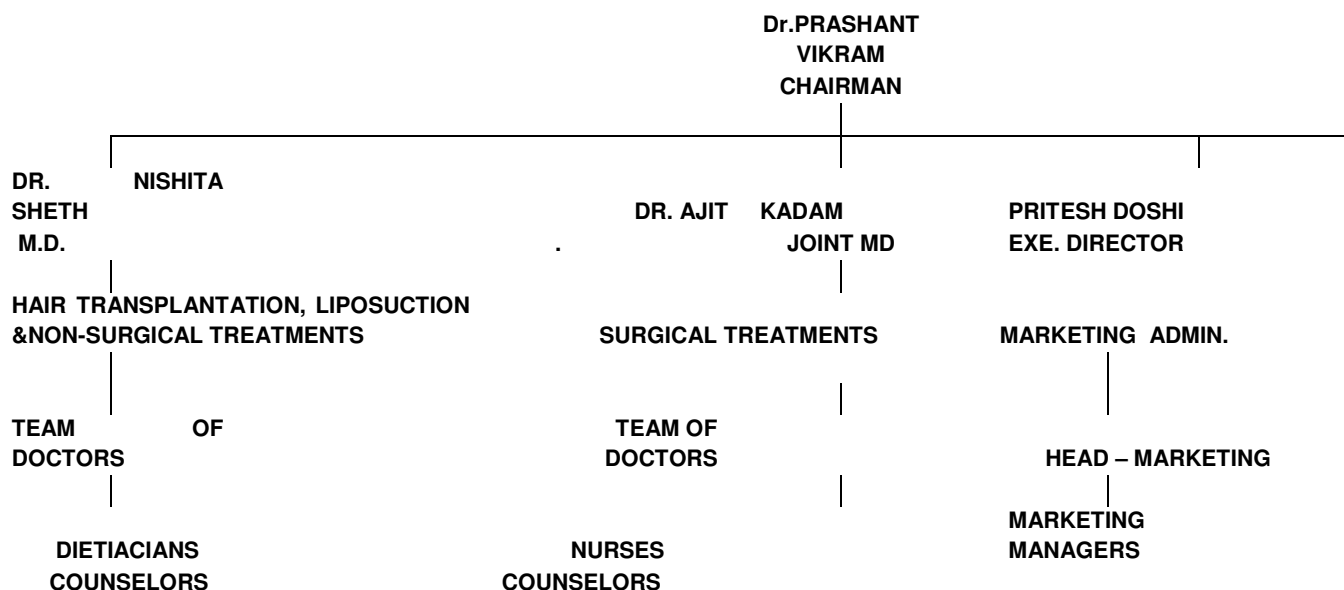 Dr.PRASHANT
VIKRAM
CHAIRMAN
DR. NISHITA
SHETH
M.D.
DR. AJIT KADAM
. JOINT MD
PRITESH DOSHI
EXE. DIRECTOR
HAIR TRANSPLANTATION, LIPOSUCTION
&NON-SURGICAL TREATMENTS
SURGICAL TREATMENTS
MARKETING ADMIN.
TEAM OF
DOCTORS
TEAM OF
DOCTORS
HEAD – MARKETING
DIETIACIANS
COUNSELORS
NURSES
COUNSELORS
MARKETING
MANAGERS